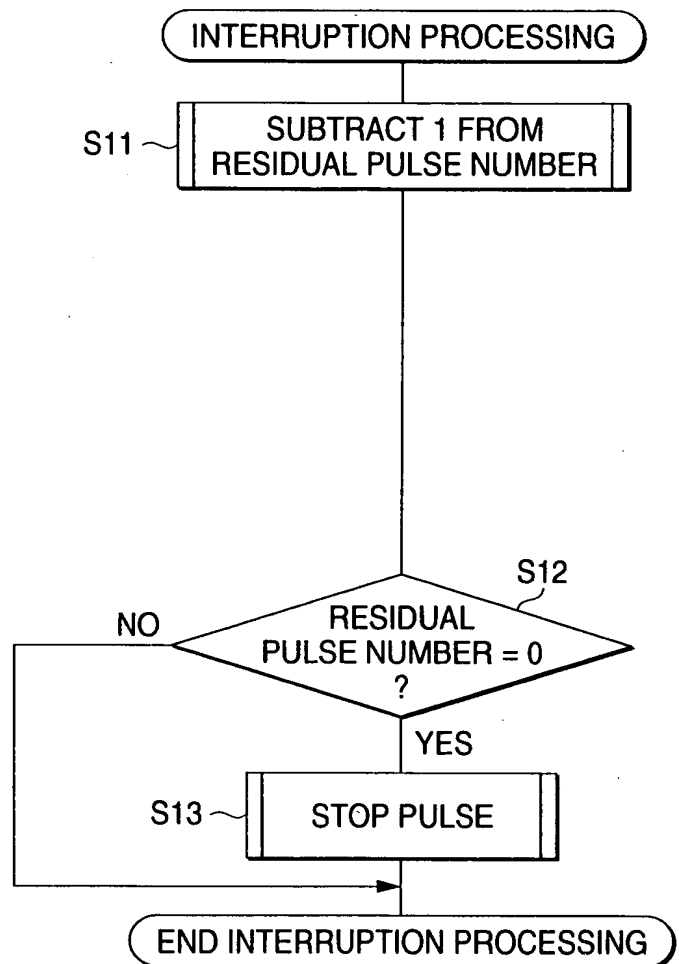 INTERRUPTION PROCESSING
S11
SUBTRACT 1 FROM
RESIDUAL PULSE NUMBER
S12
NO
RESIDUAL
PULSE NUMBER = 0
?
YES
S13
STOP PULSE
END INTERRUPTION PROCESSING